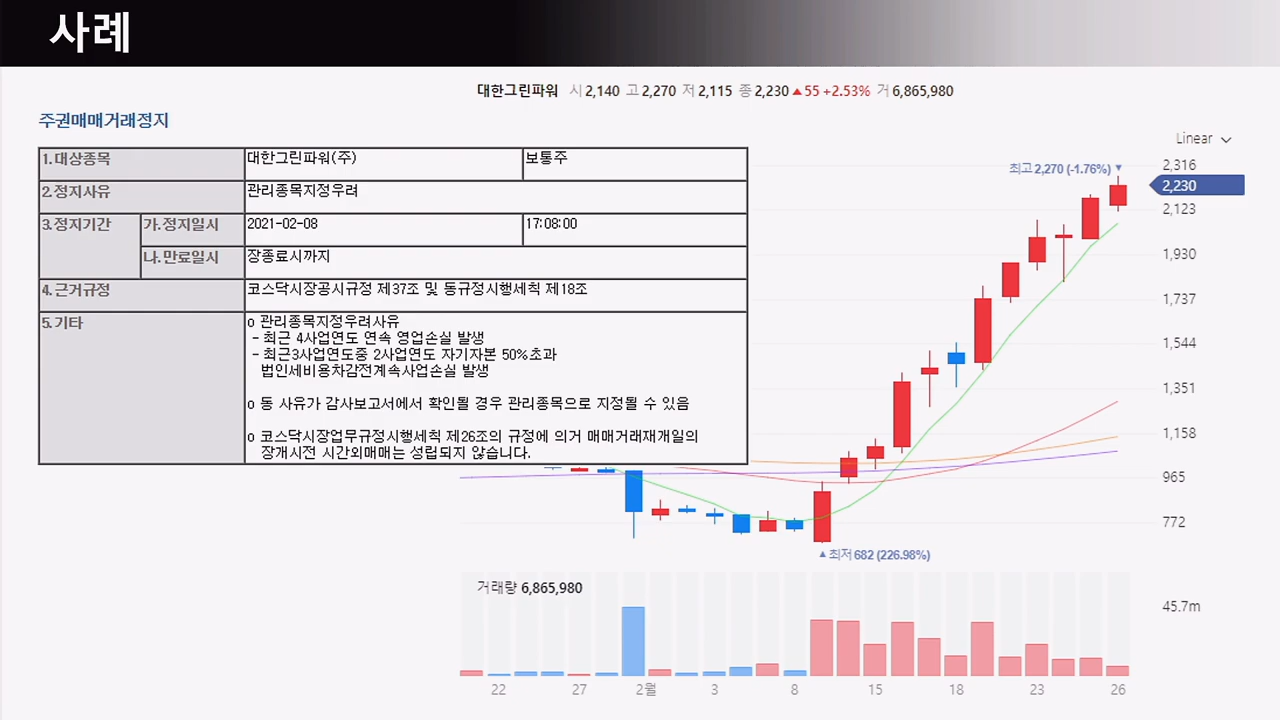 사례
대한그린파워 시 2,140 고 2,270 저 2,115 종 2,230 ▲ 55 +2.53% 거 6,865,980
주권매매거래정지
1.대상종목 대한그린파워(주) 보통주
2.정지사유 관리종목지정우려
3.정지기간 가.정지일시 2021-02-08 17:08:00
나.만료일시 장종료시까지
4.근거규정 코스닥시장공시규정 제37조 및 동규정시행세칙 제18조
5.기타 o 관리종목지정우려사유
- 최근 4사업연도 연속 영업손실 발생
- 최근3사업연도중 2사업연도 자기자본 50%초과
법인세비용차감전계속사업손실 발생
o 동 사유가 감사보고서에서 확인될 경우 관리종목으로 지정될 수 있음
o 코스닥시장업무규정시행세칙 제26조의 규정에 의거 매매거래재개일의
장개시전 시간외매매는 성립되지 않습니다.
Linear
최고 2,270 (-1.76%) ▼
2,316
2,230
2,123
1,930
1,737
1,544
1,351
1,158
965
772
▲ 최저 682 (226.98%)
거래량 6,865,980
45.7m
22 27 2월 3 8 15 18 23 26